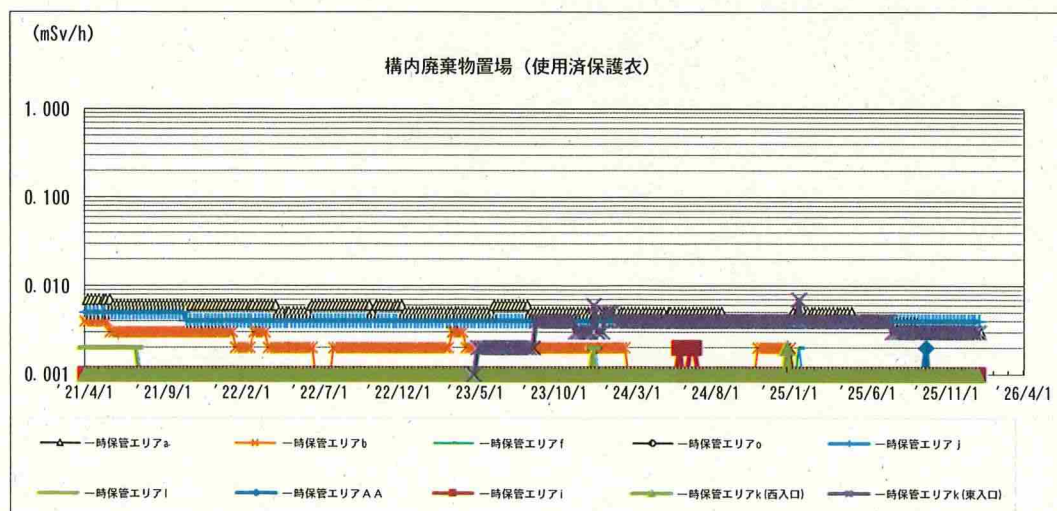 (mSv/h)
構内廃棄物置場（使用済保護衣）
1.000
0.100
0.010
0.001
21/4/1 21/9/1 22/2/1 22/7/1 22/12/1 23/5/1 23/10/1 24/3/1 24/8/1 25/1/1 25/6/1 25/11/1 26/4/1
一時保管エリアa 一時保管エリアb 一時保管エリアf 一時保管エリアo 一時保管エリアj
一時保管エリアl 一時保管エリアAA 一時保管エリアi 一時保管エリアk(西入口) 一時保管エリアk(東入口)